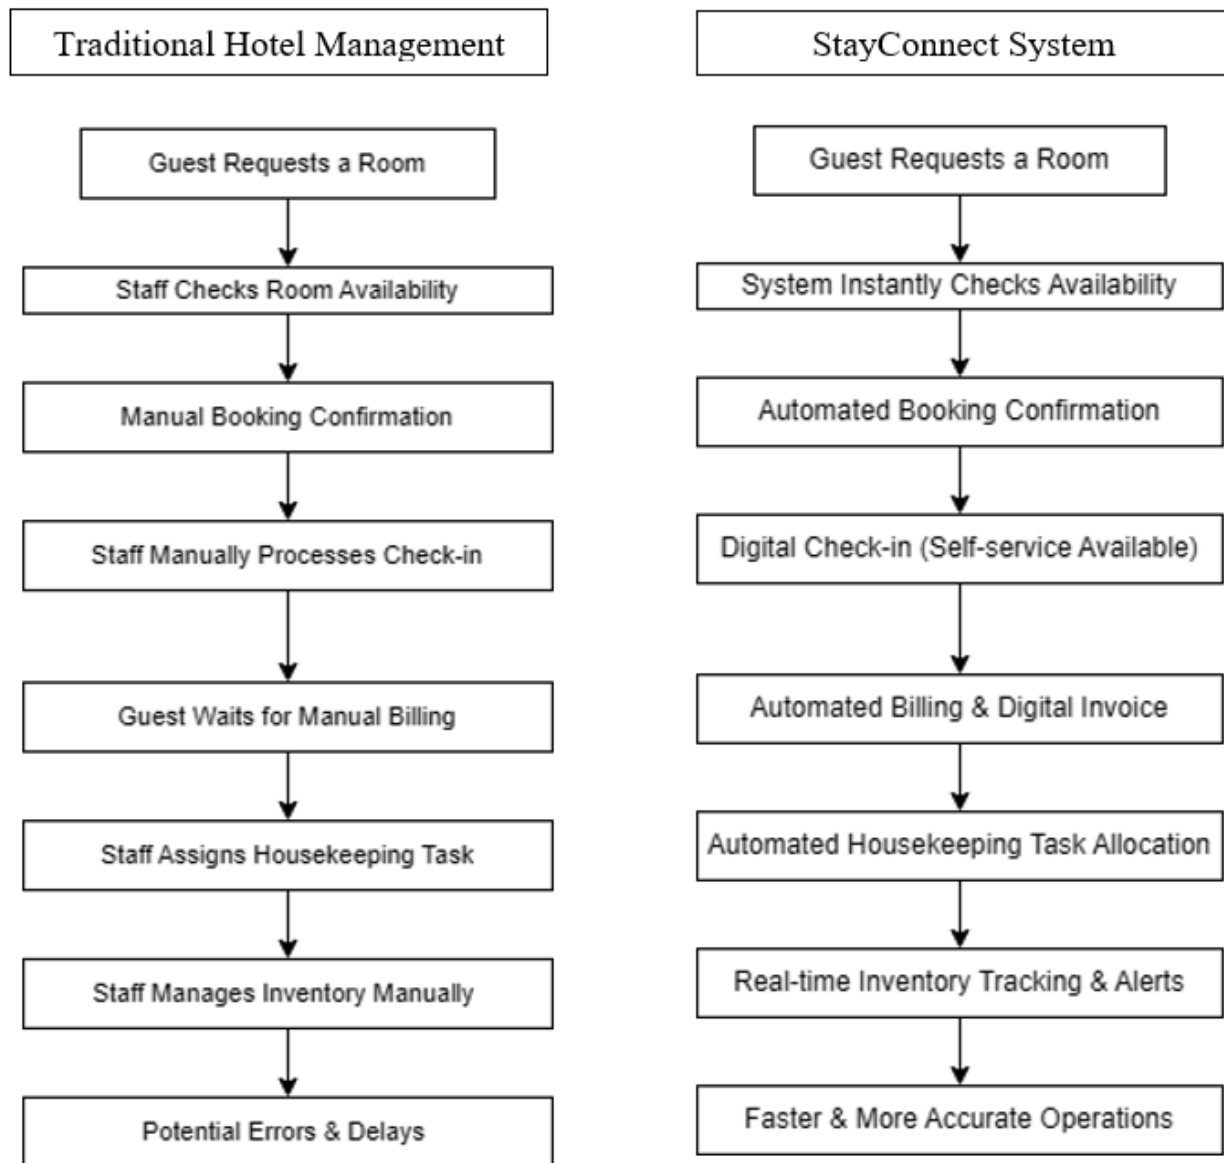 Traditional Hotel Management
Guest Requests a Room
Staff Checks Room Availability
Manual Booking Confirmation
Staff Manually Processes Check-in
Guest Waits for Manual Billing
Staff Assigns Housekeeping Task
Staff Manages Inventory Manually
Potential Errors & Delays
StayConnect System
Guest Requests a Room
System Instantly Checks Availability
Automated Booking Confirmation
Digital Check-in (Self-service Available)
Automated Billing & Digital Invoice
Automated Housekeeping Task Allocation
Real-time Inventory Tracking & Alerts
Faster & More Accurate Operations